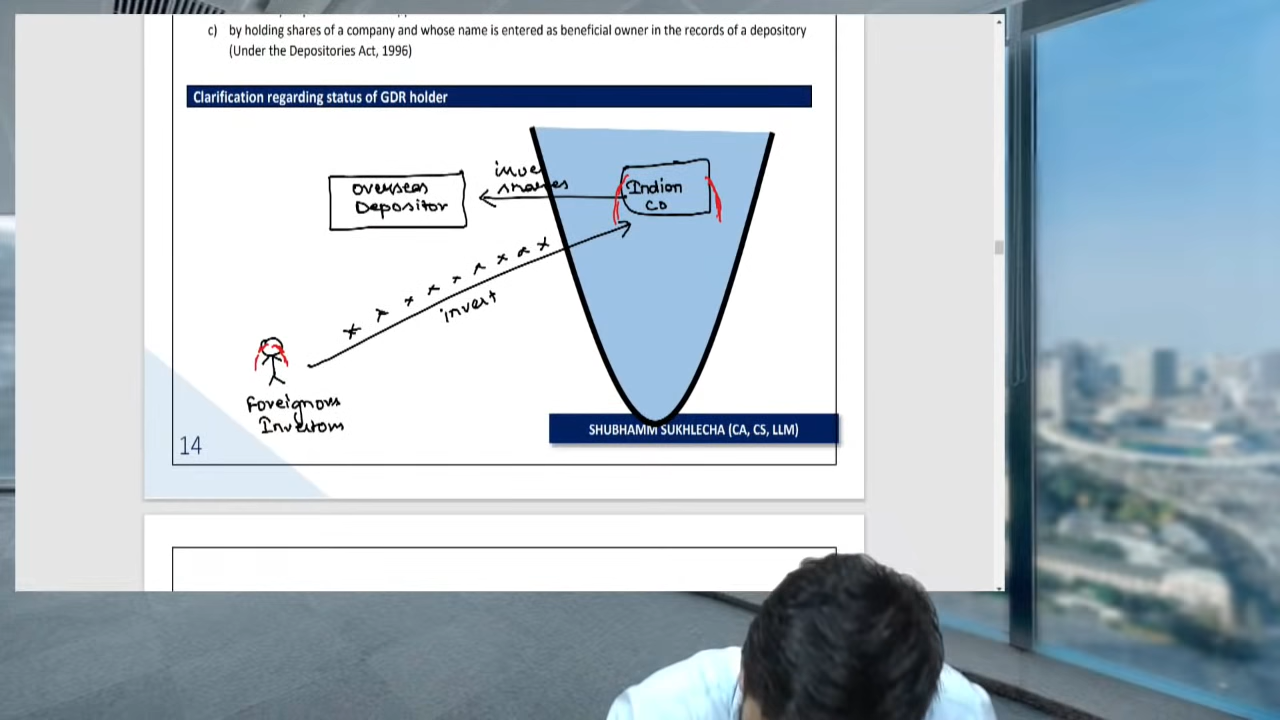 c) by holding shares of a company and whose name is entered as beneficial owner in the records of a depository
(Under the Depositories Act, 1996)
Clarification regarding status of GDR holder
Overseas
Depositor
shares
Indian
CO
invest
Foreignous
Investors
SHUBHAMM SUKHLECHA (CA, CS, LLM)
14